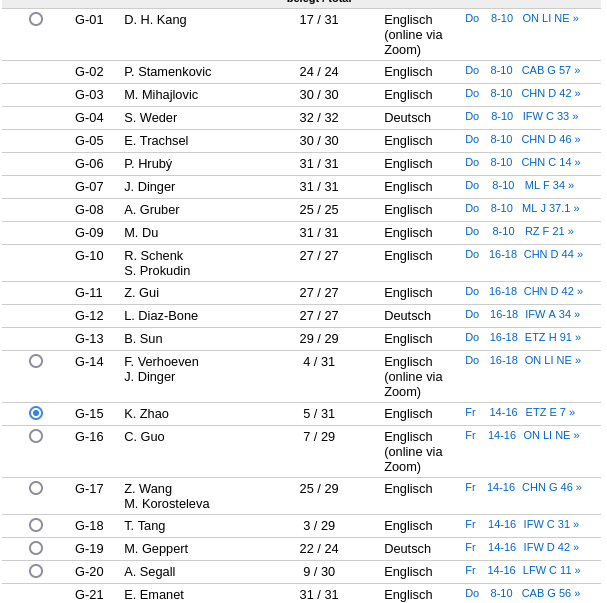 belegt / total
G-01 D. H. Kang 17 / 31 Englisch Do 8-10 ON LI NE »
(online via
Zoom)
G-02 P. Stamenkovic 24 / 24 Englisch Do 8-10 CAB G 57 »
G-03 M. Mihajlovic 30 / 30 Englisch Do 8-10 CHN D 42 »
G-04 S. Weder 32 / 32 Deutsch Do 8-10 IFW C 33 »
G-05 E. Trachsel 30 / 30 Englisch Do 8-10 CHN D 46 »
G-06 P. Hrubý 31 / 31 Englisch Do 8-10 CHN C 14 »
G-07 J. Dinger 31 / 31 Englisch Do 8-10 ML F 34 »
G-08 A. Gruber 25 / 25 Englisch Do 8-10 ML J 37.1 »
G-09 M. Du 31 / 31 Englisch Do 8-10 RZ F 21 »
G-10 R. Schenk 27 / 27 Englisch Do 16-18 CHN D 44 »
S. Prokudin
G-11 Z. Gui 27 / 27 Englisch Do 16-18 CHN D 42 »
G-12 L. Diaz-Bone 27 / 27 Deutsch Do 16-18 IFW A 34 »
G-13 B. Sun 29 / 29 Englisch Do 16-18 ETZ H 91 »
G-14 F. Verhoeven 4 / 31 Englisch Do 16-18 ON LI NE »
J. Dinger (online via
Zoom)
G-15 K. Zhao 5 / 31 Englisch Fr 14-16 ETZ E 7 »
G-16 C. Guo 7 / 29 Englisch Fr 14-16 ON LI NE »
(online via
Zoom)
G-17 Z. Wang 25 / 29 Englisch Fr 14-16 CHN G 46 »
M. Korosteleva
G-18 T. Tang 3 / 29 Englisch Fr 14-16 IFW C 31 »
G-19 M. Geppert 22 / 24 Deutsch Fr 14-16 IFW D 42 »
G-20 A. Segall 9 / 30 Englisch Fr 14-16 LFW C 11 »
G-21 E. Emanet 31 / 31 Englisch Do 8-10 CAB G 56 »